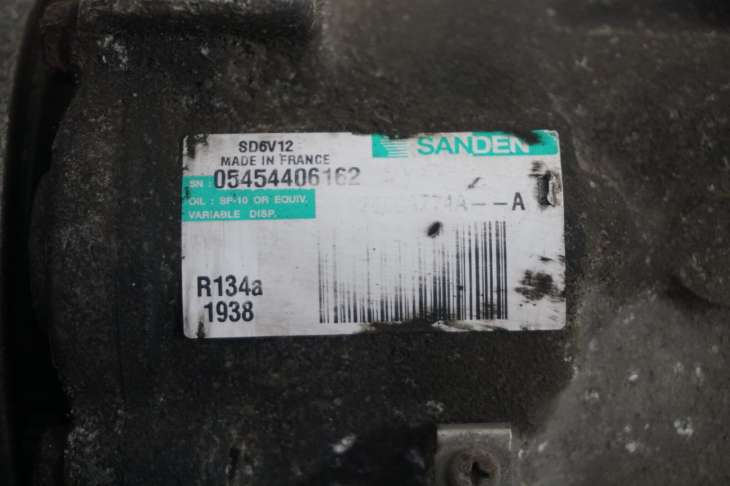 SD6V12
MADE IN FRANCE
SANDEN
SN : 05454406162
OIL : SP-10 OR EQUIV.
VARIABLE DISP.
R134a
1938